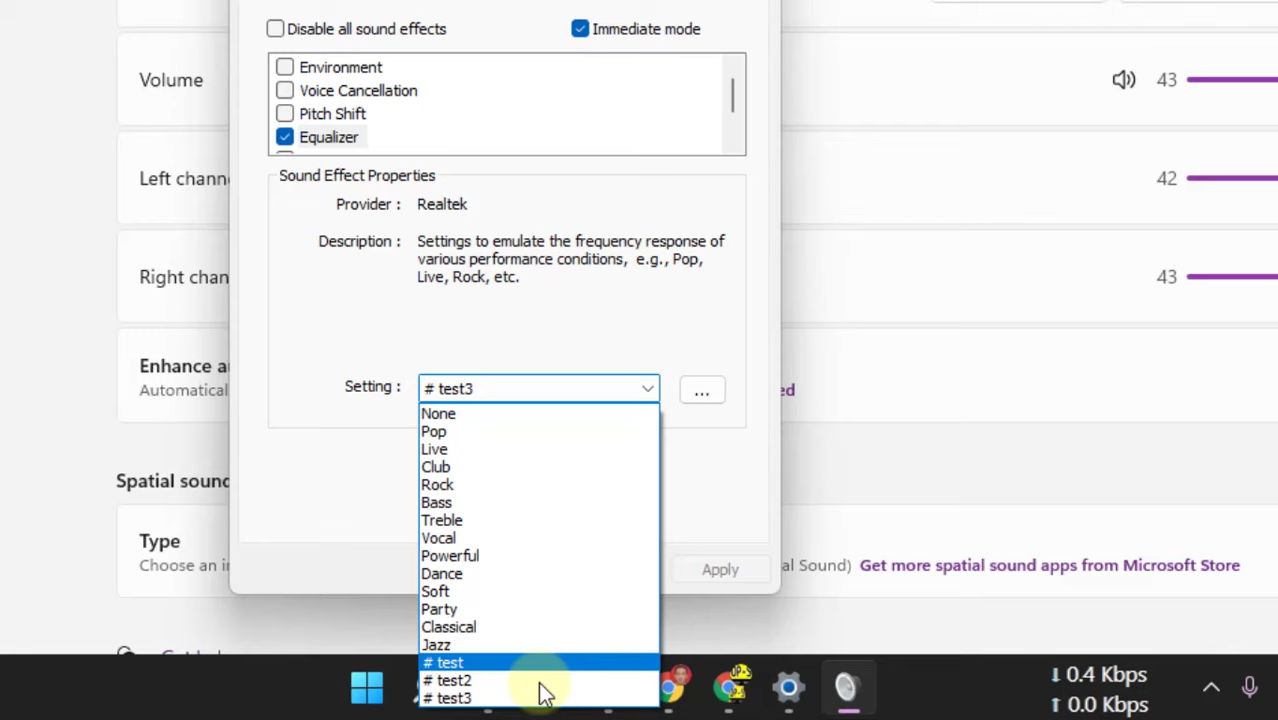 Disable all sound effects
Immediate mode
Environment
Voice Cancellation
Pitch Shift
Equalizer
Sound Effect Properties
Provider :
Realtek
Description :
Settings to emulate the frequency response of
various performance conditions, e.g., Pop,
Live, Rock, etc.
Setting :
# test3
...
None
Pop
Live
Club
Rock
Bass
Treble
Vocal
Powerful
Dance
Soft
Party
Classical
Jazz
# test
# test2
# test3
Apply
Volume
43
Left chann
42
Right chan
43
Enhance a
Automatical
ed
Spatial sound
Type
Choose an i
al Sound)
Get more spatial sound apps from Microsoft Store
↓ 0.4 Kbps
↑ 0.0 Kbps